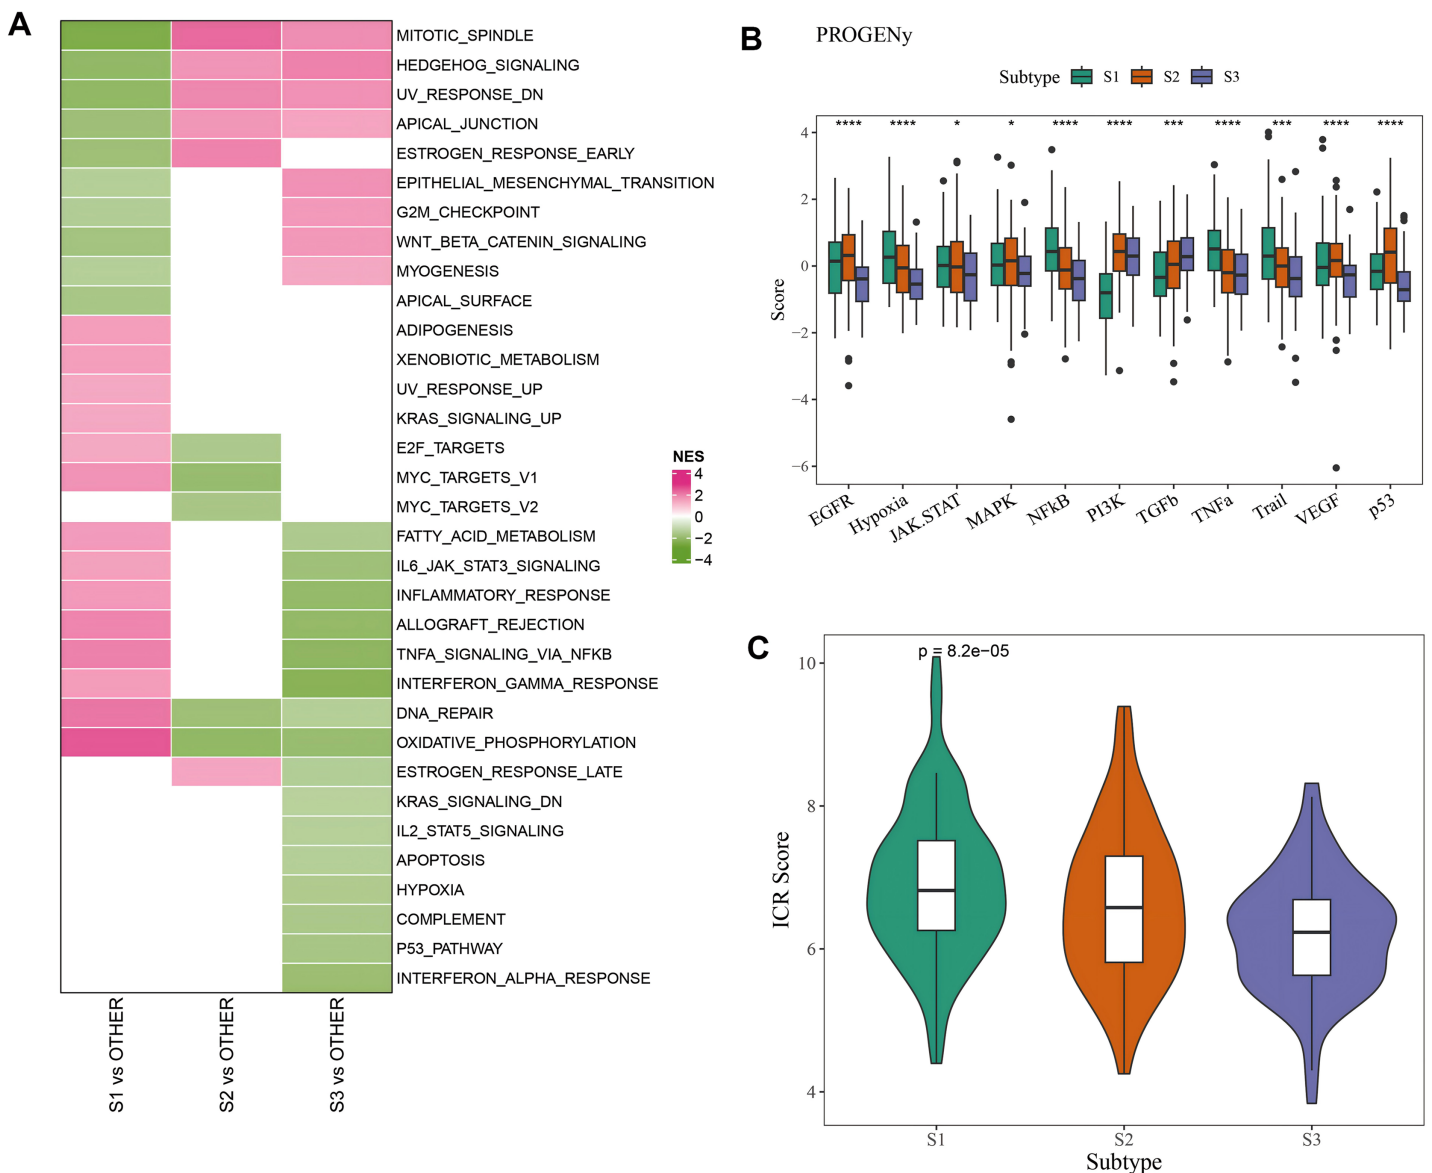 A
MITOTIC_SPINDLE
HEDGEHOG_SIGNALING
UV_RESPONSE_DN
APICAL_JUNCTION
ESTROGEN_RESPONSE_EARLY
EPITHELIAL_MESENCHYMAL_TRANSITION
G2M_CHECKPOINT
WNT_BETA_CATENIN_SIGNALING
MYOGENESIS
APICAL_SURFACE
ADIPOGENESIS
XENOBIOTIC_METABOLISM
UV_RESPONSE_UP
KRAS_SIGNALING_UP
E2F_TARGETS
MYC_TARGETS_V1
MYC_TARGETS_V2
FATTY_ACID_METABOLISM
IL6_JAK_STAT3_SIGNALING
INFLAMMATORY_RESPONSE
ALLOGRAFT_REJECTION
TNFA_SIGNALING_VIA_NFKB
INTERFERON_GAMMA_RESPONSE
DNA_REPAIR
OXIDATIVE_PHOSPHORYLATION
ESTROGEN_RESPONSE_LATE
KRAS_SIGNALING_DN
IL2_STAT5_SIGNALING
APOPTOSIS
HYPOXIA
COMPLEMENT
P53_PATHWAY
INTERFERON_ALPHA_RESPONSE
S1 vs OTHER
S2 vs OTHER
S3 vs OTHER
NES
4
2
0
−2
−4
B
PROGENy
Subtype S1 S2 S3
**** **** * * **** **** *** **** *** **** ****
Score
4
2
0
−2
−4
−6
EGFR
Hypoxia
JAK.STAT
MAPK
NFkB
PI3K
TGFb
TNFa
Trail
VEGF
p53
C
p = 8.2e−05
ICR Score
10
8
6
4
S1 S2 S3
Subtype